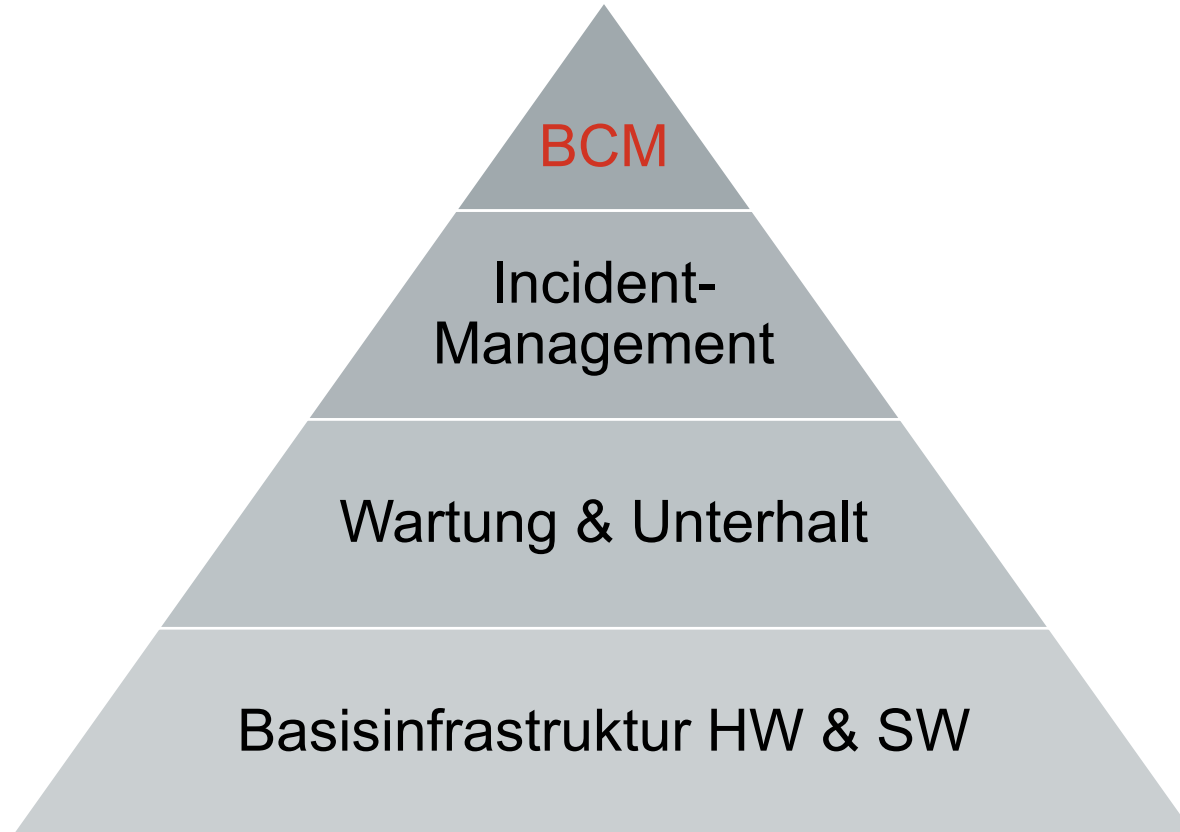 BCM
Incident-
Management
Wartung & Unterhalt
Basisinfrastruktur HW & SW